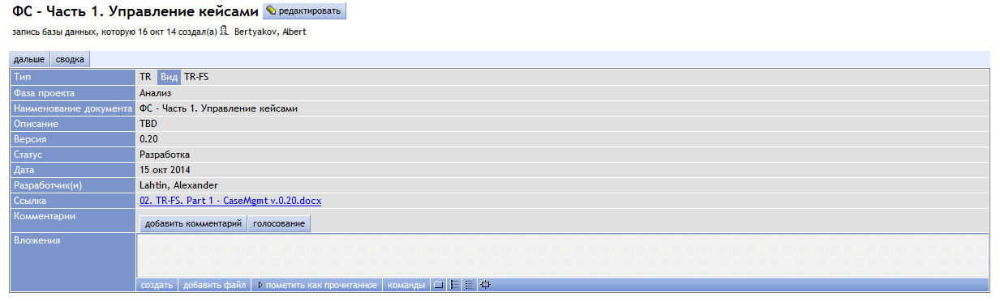 ФС - Часть 1. Управление кейсами редактировать
запись базы данных, которую 16 окт 14 создал(а) Bertyakov, Albert
дальше сводка
Тип TR Вид TR-FS
Фаза проекта Анализ
Наименование документа ФС - Часть 1. Управление кейсами
Описание TBD
Версия 0.20
Статус Разработка
Дата 15 окт 2014
Разработчик(и) Lahtin, Alexander
Ссылка 02. TR-FS. Part 1 - CaseMgmt v.0.20.docx
Комментарии
добавить комментарий голосование
Вложения
создать добавить файл пометить как прочитанное команды